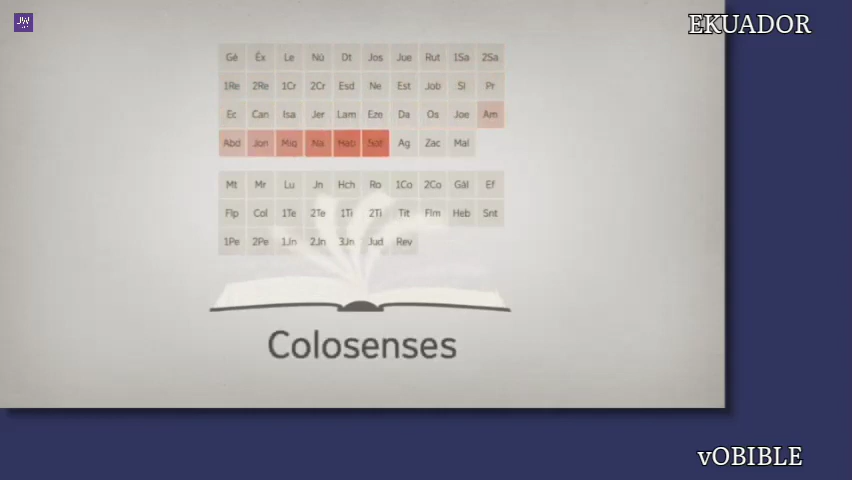 JW
EKUADOR
Gé Éx Le Nú Dt Jos Jue Rut 1Sa 2Sa
1Re 2Re 1Cr 2Cr Esd Ne Est Job Sl Pr
Ec Can Isa Jer Lam Eze Da Os Joe Am
Abd Jon Miq Na Hab Sof Ag Zac Mal
Mt Mr Lu Jn Hch Ro 1Co 2Co Gál Ef
Flp Col 1Te 2Te 1Ti 2Ti Tit Flm Heb Snt
1Pe 2Pe 1Jn 2Jn 3Jn Jud Rev
Colosenses
vOBIBLE